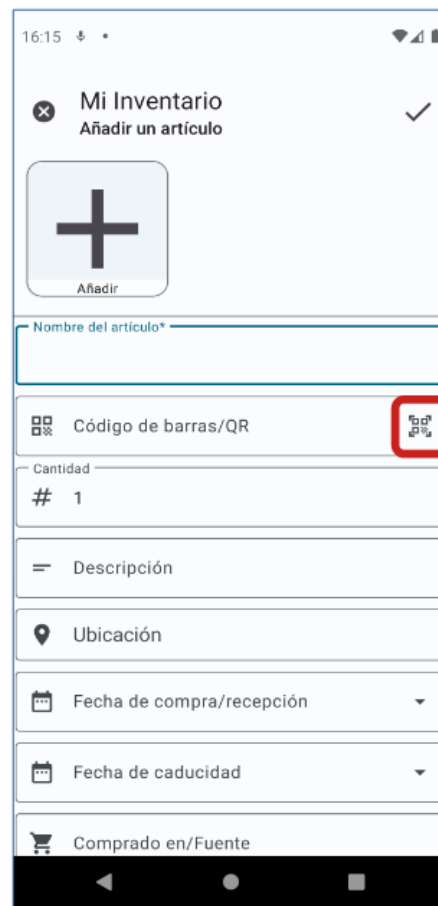 16:15
Mi Inventario
Añadir un artículo
Añadir
Nombre del artículo*
Código de barras/QR
Cantidad
# 1
Descripción
Ubicación
Fecha de compra/recepción
Fecha de caducidad
Comprado en/Fuente